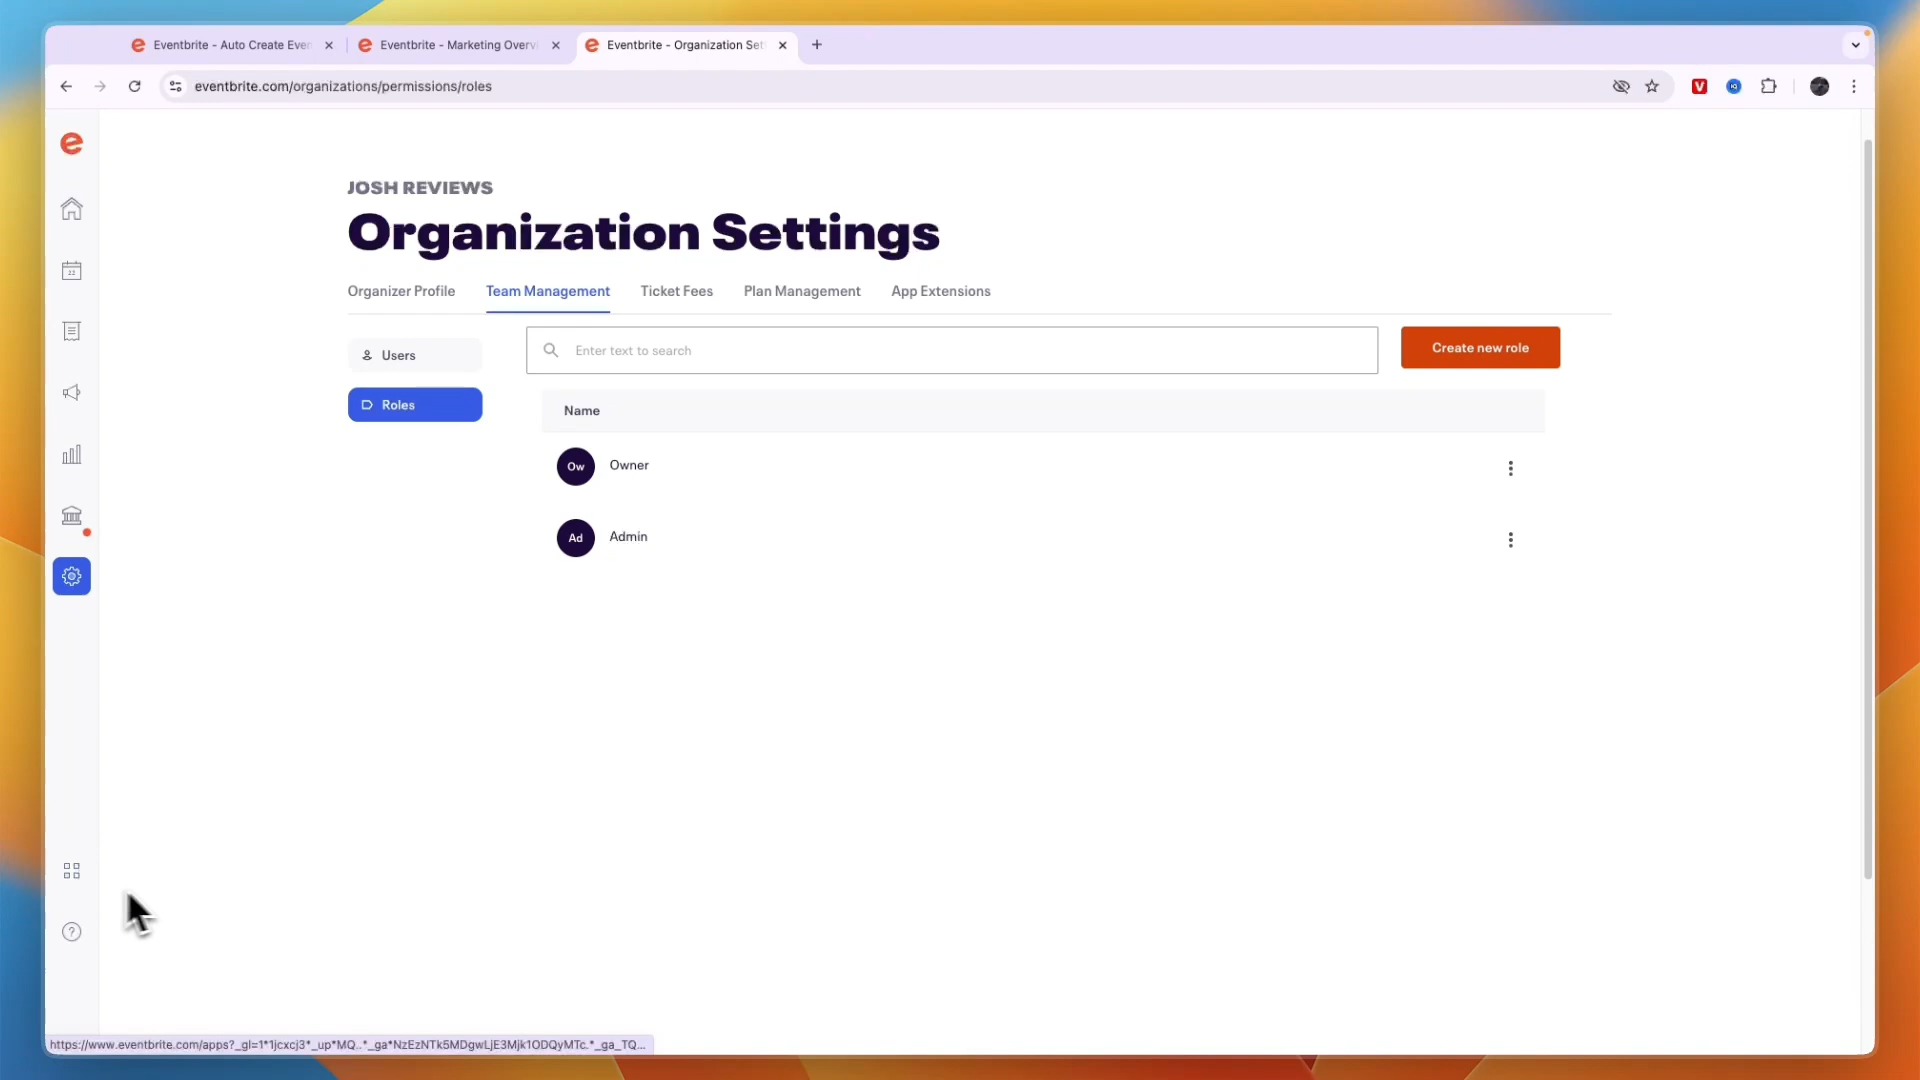 Eventbrite - Auto Create Even
Eventbrite - Marketing Overvi
Eventbrite - Organization Set
eventbrite.com/organizations/permissions/roles
JOSH REVIEWS
Organization Settings
Organizer Profile
Team Management
Ticket Fees
Plan Management
App Extensions
Users
Enter text to search
Create new role
Roles
Name
Ow
Owner
Ad
Admin
https://www.eventbrite.com/apps?_gl=1*1jcxcj3*_up*MQ..*_ga*NzEzNTk5MDgwLjE3Mjk1ODQyMTc.*_ga_TQ...